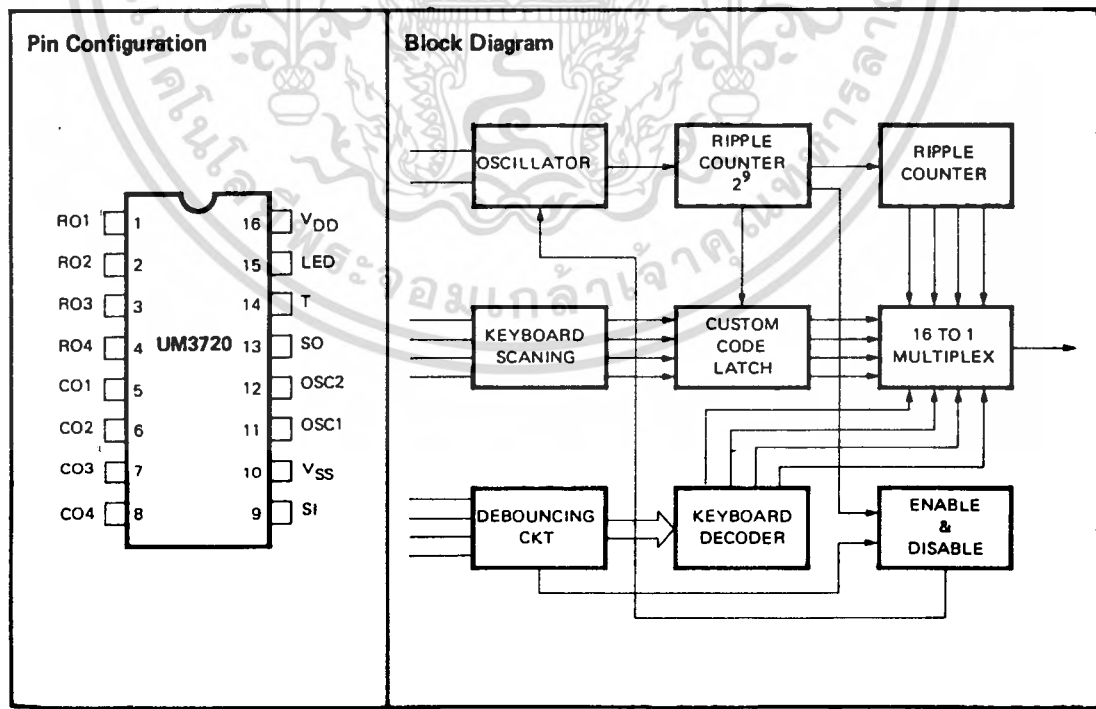 Pin Configuration
RO1 1
RO2 2
RO3 3
RO4 4
CO1 5
CO2 6
CO3 7
CO4 8
UM3720
16 VDD
15 LED
14 T
13 SO
12 OSC2
11 OSC1
10 VSS
9 SI
Block Diagram
OSCILLATOR
RIPPLE
COUNTER
2⁹
RIPPLE
COUNTER
KEYBOARD
SCANING
CUSTOM
CODE
LATCH
16 TO 1
MULTIPLEX
DEBOUNCING
CKT
KEYBOARD
DECODER
ENABLE
&
DISABLE